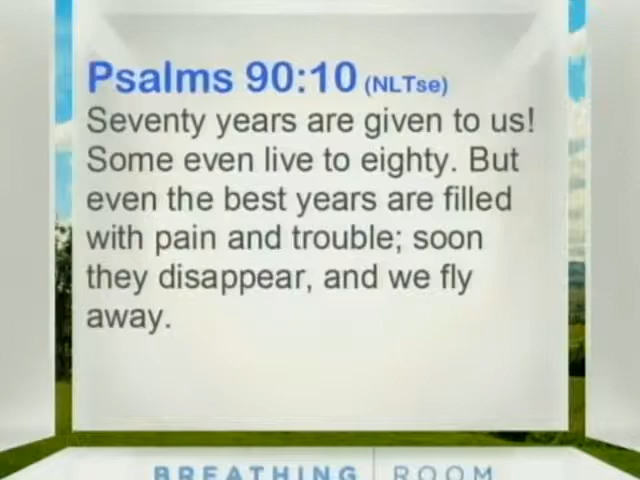 Psalms 90:10 (NLTse)
Seventy years are given to us!
Some even live to eighty. But
even the best years are filled
with pain and trouble; soon
they disappear, and we fly
away.
BREATHING ROOM